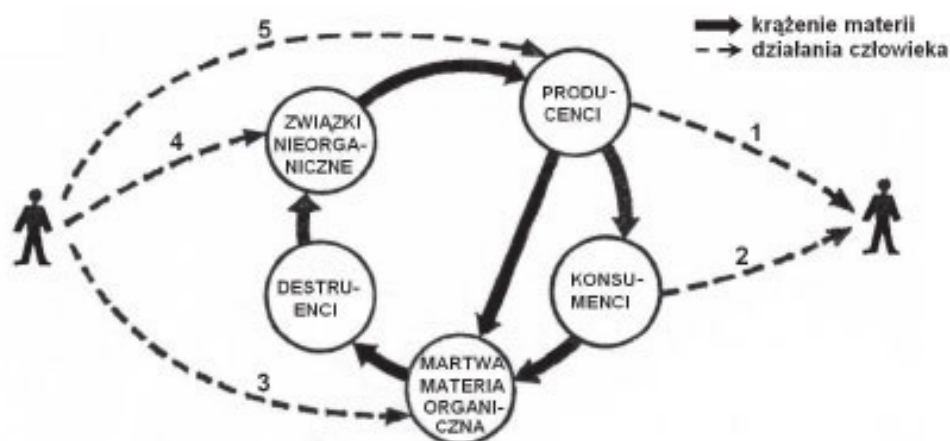 5
krążenie materii
działania człowieka
PRODU-
CENCI
ZWIĄZKI
NIEORGA-
NICZNE
4
1
2
DESTRU-
ENCI
KONSU-
MENCI
3
MARTWA
MATERIA
ORGANI-
CZNA